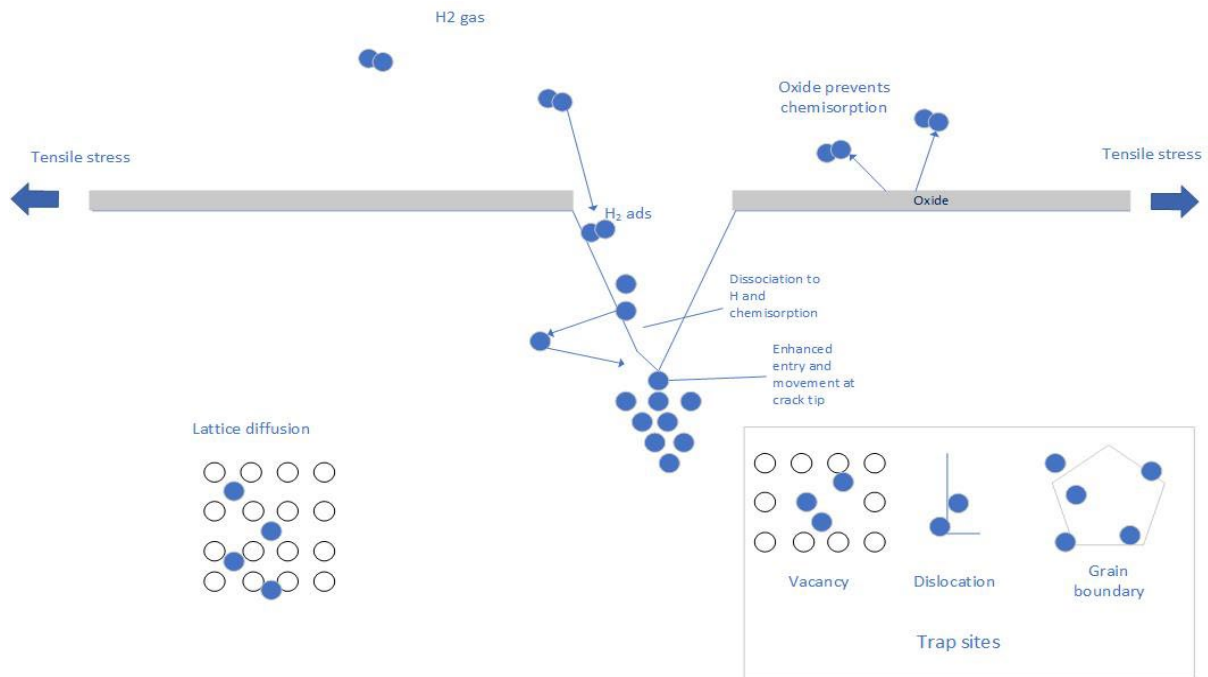 H2 gas
Oxide prevents
chemisorption
Tensile stress
Tensile stress
Oxide
H₂ ads
Dissociation to
H and
chemisorption
Enhanced
entry and
movement at
crack tip
Lattice diffusion
Vacancy
Dislocation
Grain
boundary
Trap sites